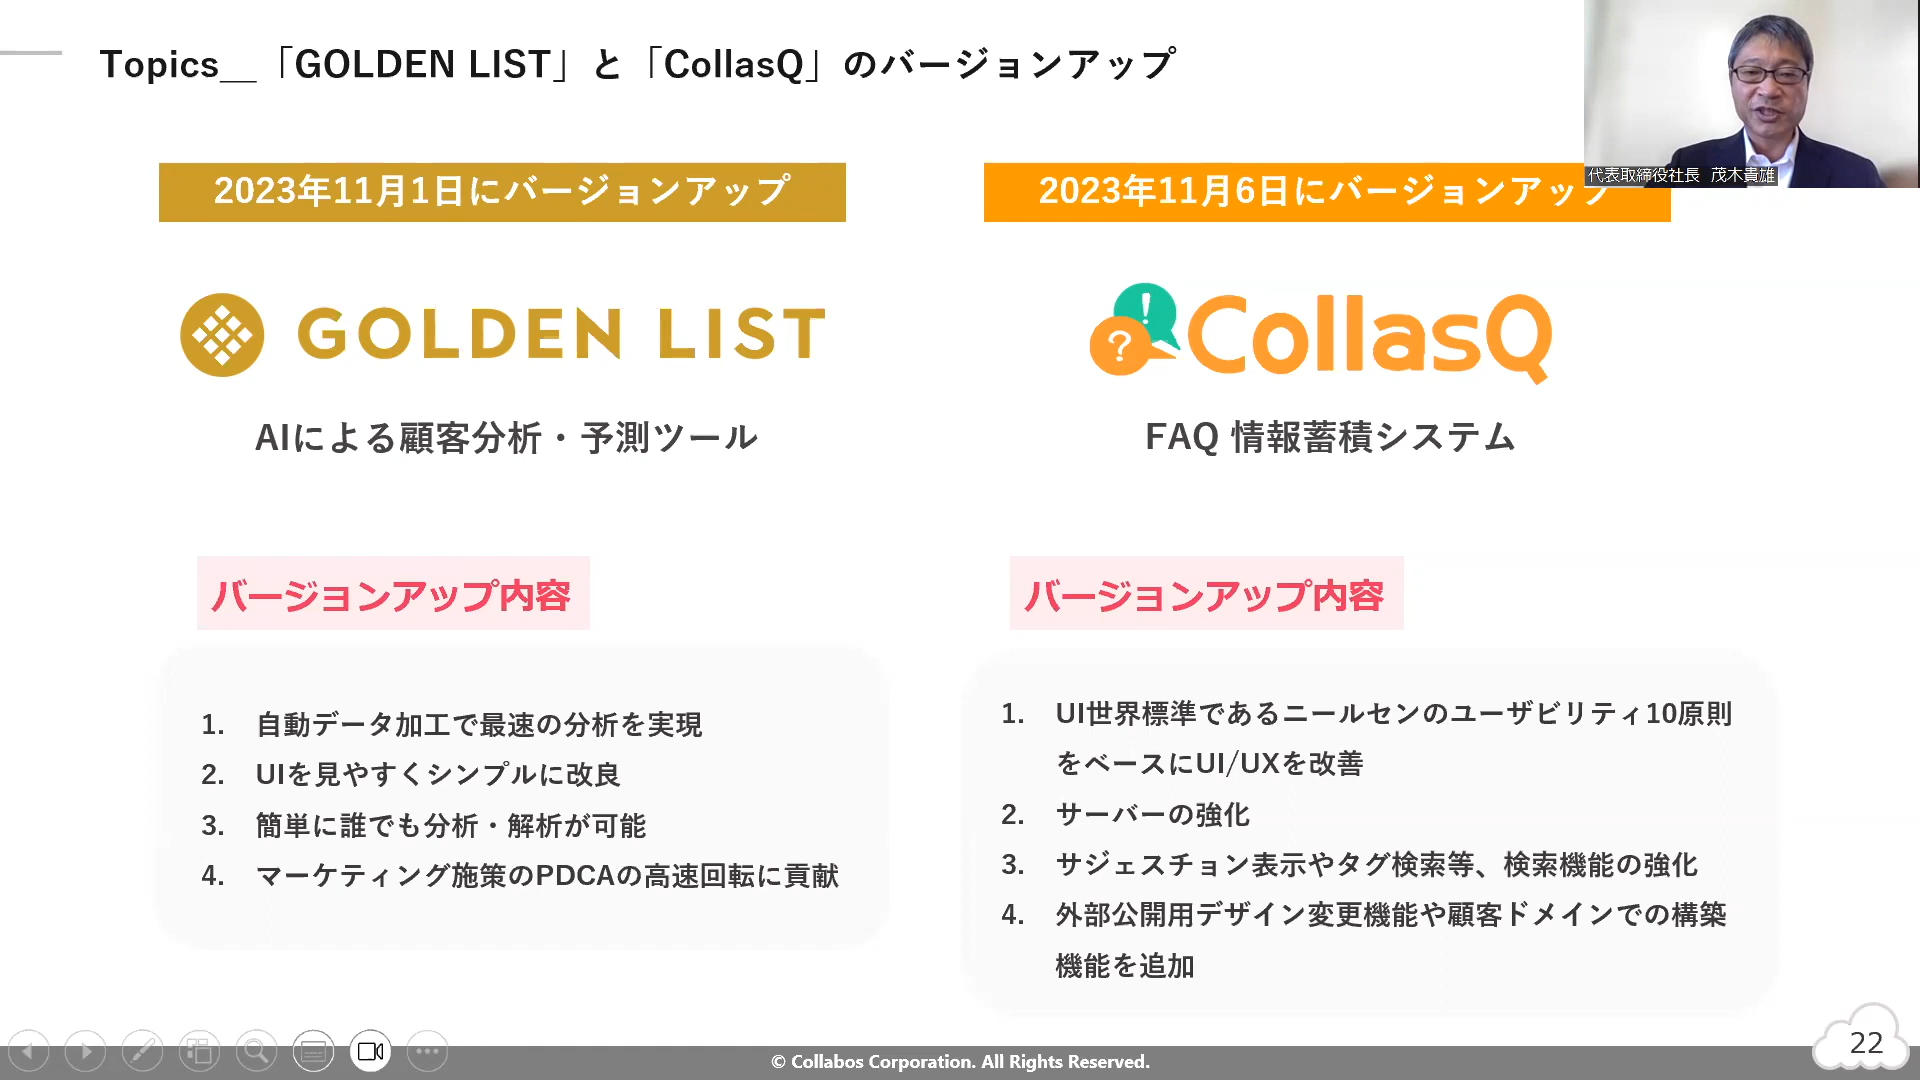 Topics＿「GOLDEN LIST」と「CollasQ」のバージョンアップ
代表取締役社長 茂木貴雄
2023年11月1日にバージョンアップ
GOLDEN LIST
AIによる顧客分析・予測ツール
バージョンアップ内容
1. 自動データ加工で最速の分析を実現
2. UIを見やすくシンプルに改良
3. 簡単に誰でも分析・解析が可能
4. マーケティング施策のPDCAの高速回転に貢献
2023年11月6日にバージョンアップ
CollasQ
FAQ 情報蓄積システム
バージョンアップ内容
1. UI世界標準であるニールセンのユーザビリティ10原則
をベースにUI/UXを改善
2. サーバーの強化
3. サジェスチョン表示やタグ検索等、検索機能の強化
4. 外部公開用デザイン変更機能や顧客ドメインでの構築
機能を追加
© Collabos Corporation. All Rights Reserved.
22